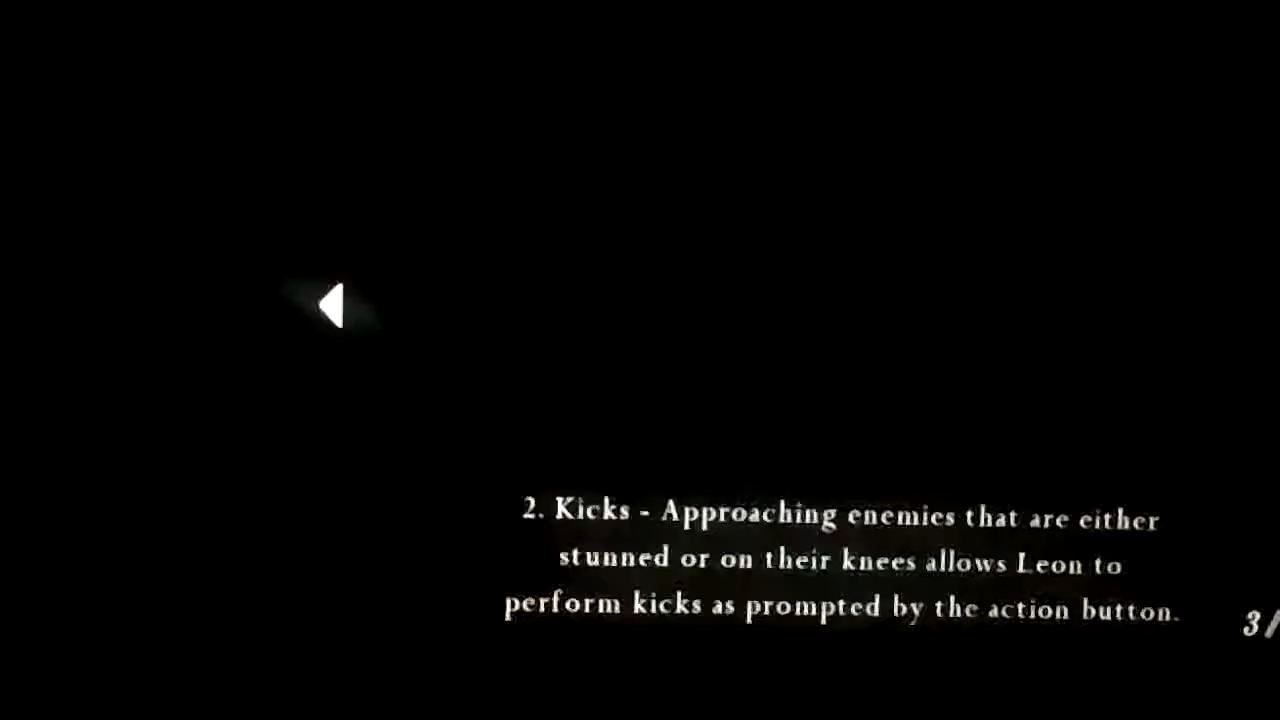 2. Kicks - Approaching enemies that are either
stunned or on their knees allows Leon to
perform kicks as prompted by the action button.
3/